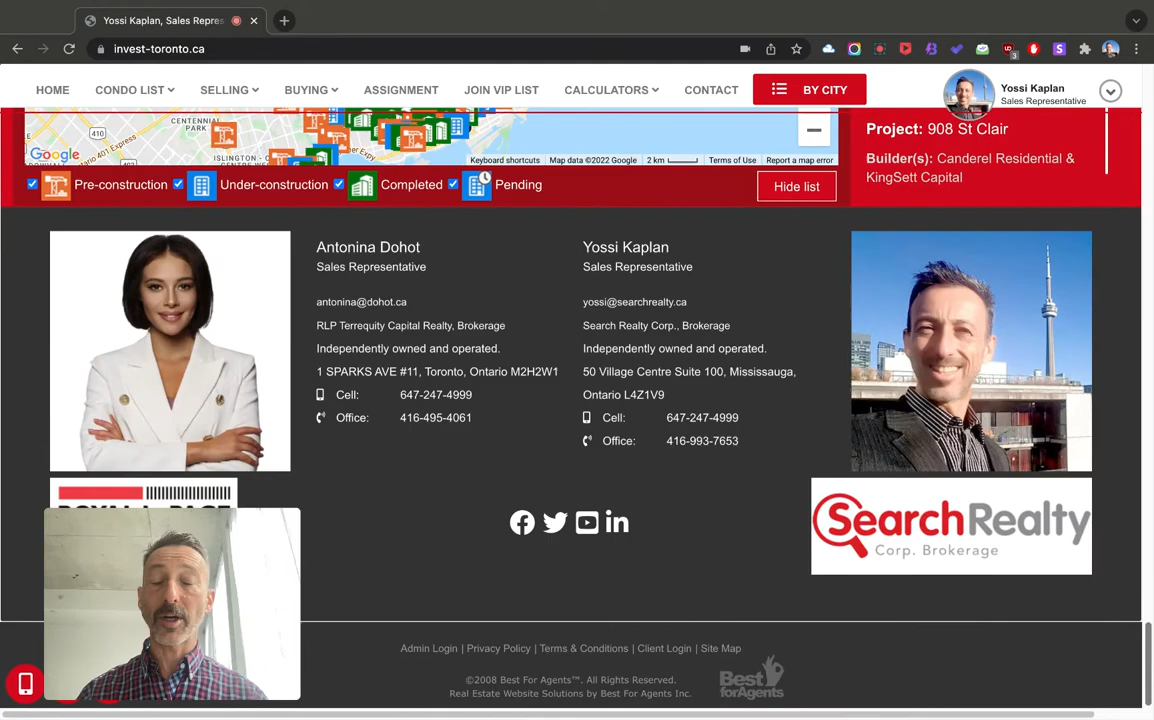 Yossi Kaplan, Sales Repres
invest-toronto.ca
3
HOME
CONDO LIST
SELLING
BUYING
ASSIGNMENT
JOIN VIP LIST
CALCULATORS
CONTACT
BY CITY
Yossi Kaplan
Sales Representative
410
CENTENNIAL
PARK
ISLINGTON -
Google
Keyboard shortcuts
Map data ©2022 Google
2 km
Terms of Use
Report a map error
Project: 908 St Clair
Builder(s): Canderel Residential &
KingSett Capital
Pre-construction
Under-construction
Completed
Pending
Hide list
Antonina Dohot
Sales Representative
antonina@dohot.ca
RLP Terrequity Capital Realty, Brokerage
Independently owned and operated.
1 SPARKS AVE #11, Toronto, Ontario M2H2W1
Cell: 647-247-4999
Office: 416-495-4061
Yossi Kaplan
Sales Representative
yossi@searchrealty.ca
Search Realty Corp., Brokerage
Independently owned and operated.
50 Village Centre Suite 100, Mississauga,
Ontario L4Z1V9
Cell: 647-247-4999
Office: 416-993-7653
SearchRealty
Corp. Brokerage
Admin Login | Privacy Policy | Terms & Conditions | Client Login | Site Map
©2008 Best For Agents™. All Rights Reserved.
Real Estate Website Solutions by Best For Agents Inc.
Best
forAgents